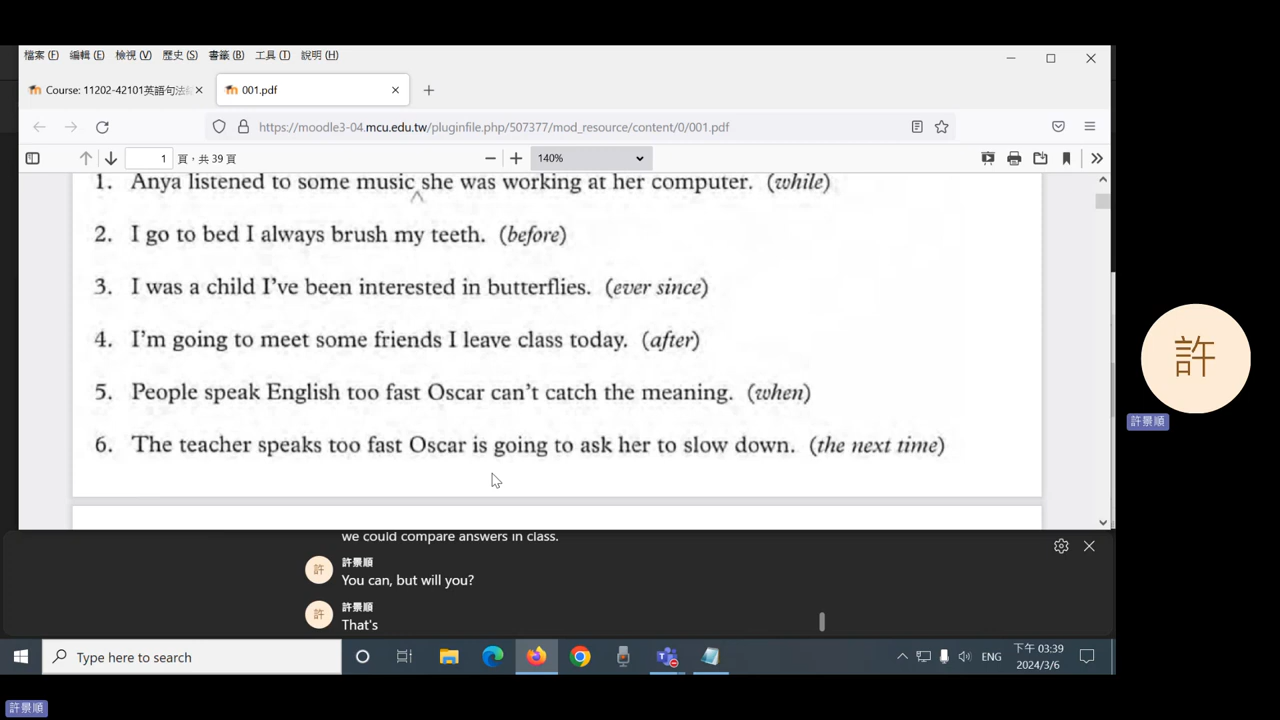 檔案 (F) 編輯 (E) 檢視 (V) 歷史 (S) 書籤 (B) 工具 (T) 說明 (H)
Course: 11202-42101英語句法結 001.pdf
https://moodle3-04.mcu.edu.tw/pluginfile.php/507377/mod_resource/content/0/001.pdf
1 頁，共 39 頁 140%
1. Anya listened to some music she was working at her computer. (while)
^
2. I go to bed I always brush my teeth. (before)
3. I was a child I've been interested in butterflies. (ever since)
4. I'm going to meet some friends I leave class today. (after)
5. People speak English too fast Oscar can't catch the meaning. (when)
6. The teacher speaks too fast Oscar is going to ask her to slow down. (the next time)
許
許景順
we could compare answers in class.
許 許景順
You can, but will you?
許 許景順
That's
Type here to search
ENG
下午 03:39
2024/3/6
許景順